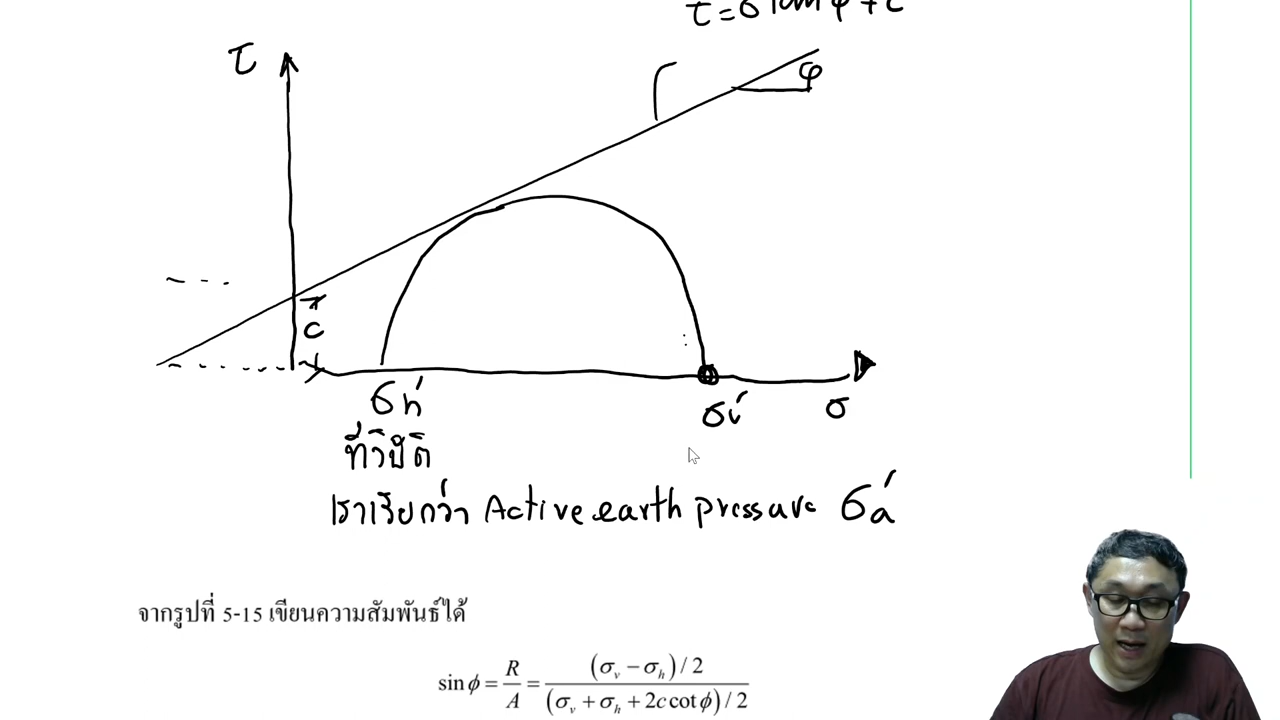 τ = σ tan φ + c
τ
φ
c
σh' σv' σ
ที่วิบัติ
เราเรียกว่า Active earth pressure σa'
จากรูปที่ 5-15 เขียนความสัมพันธ์ได้
sin ϕ = R/A = (σv − σh)/2 / (σv + σh + 2c cot ϕ)/2